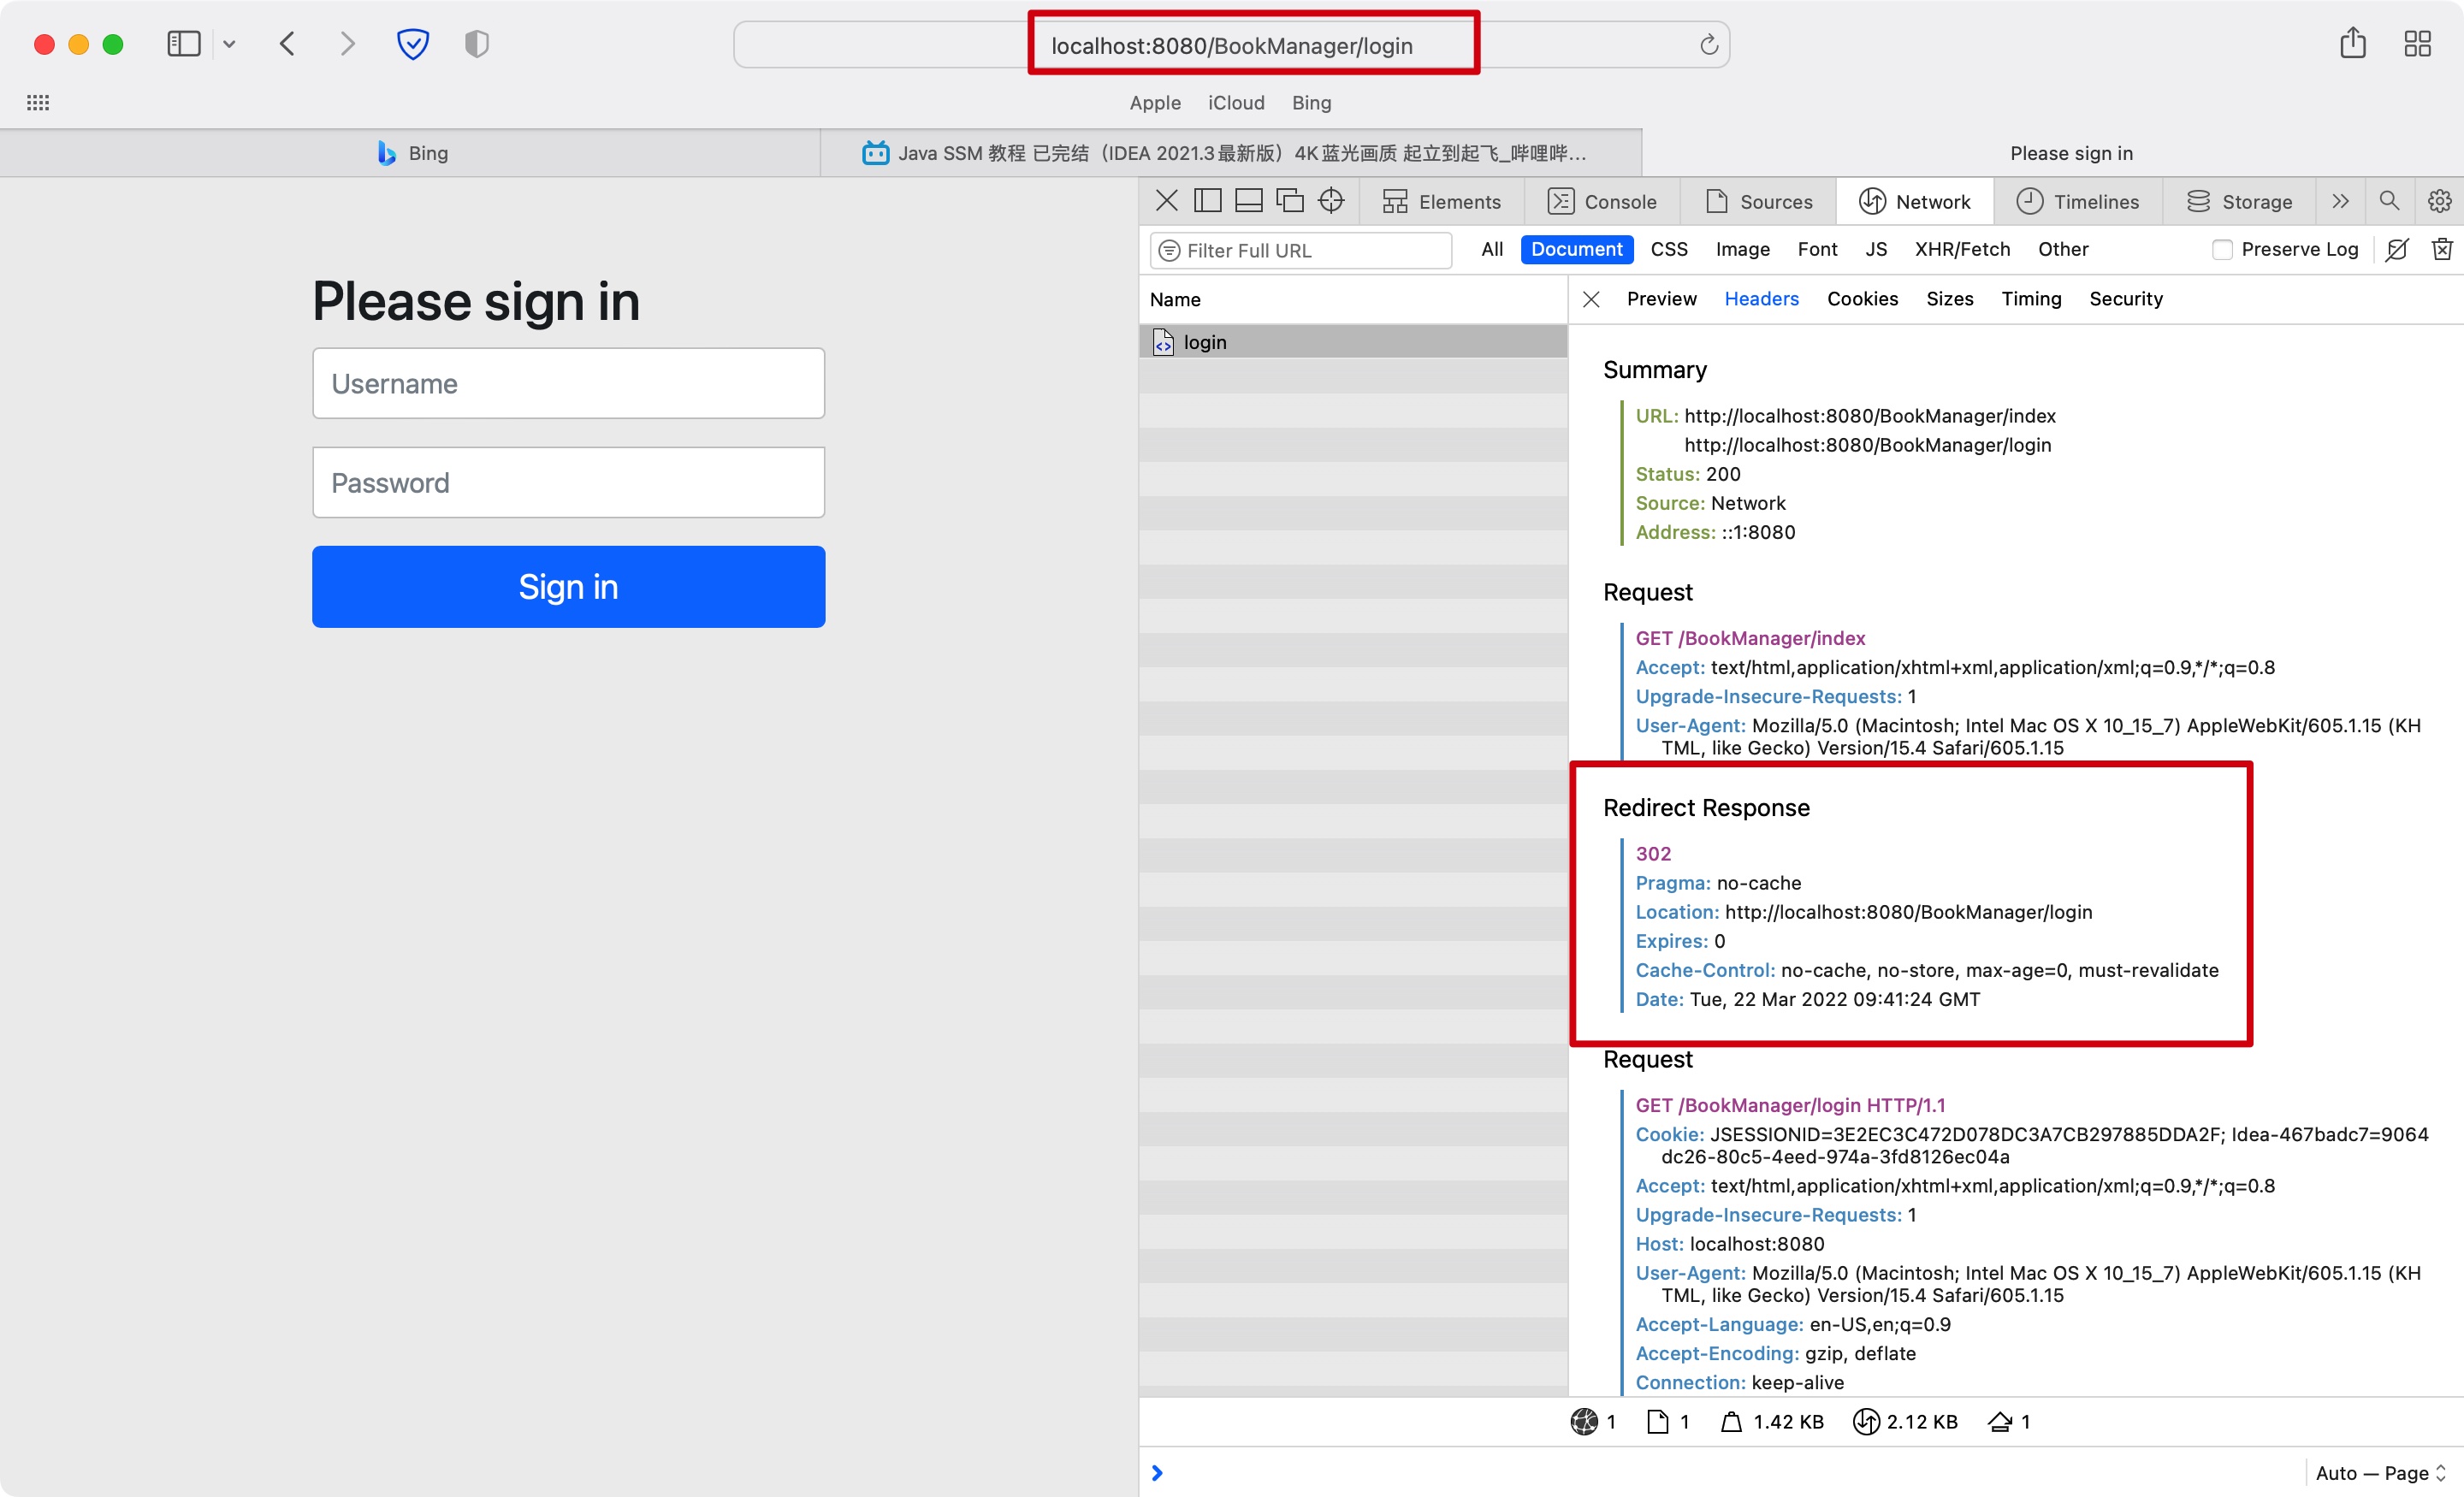 localhost:8080/BookManager/login
Apple iCloud Bing
Bing
Java SSM 教程 已完结（IDEA 2021.3最新版）4K蓝光画质 起立到起飞_哔哩哔…
Please sign in
Please sign in
Username
Password
Sign in
Elements Console Sources Network Timelines Storage
Filter Full URL All Document CSS Image Font JS XHR/Fetch Other Preserve Log
Name
login
Preview Headers Cookies Sizes Timing Security
Summary
URL: http://localhost:8080/BookManager/index
http://localhost:8080/BookManager/login
Status: 200
Source: Network
Address: ::1:8080
Request
GET /BookManager/index
Accept: text/html,application/xhtml+xml,application/xml;q=0.9,*/*;q=0.8
Upgrade-Insecure-Requests: 1
User-Agent: Mozilla/5.0 (Macintosh; Intel Mac OS X 10_15_7) AppleWebKit/605.1.15 (KH
TML, like Gecko) Version/15.4 Safari/605.1.15
Redirect Response
302
Pragma: no-cache
Location: http://localhost:8080/BookManager/login
Expires: 0
Cache-Control: no-cache, no-store, max-age=0, must-revalidate
Date: Tue, 22 Mar 2022 09:41:24 GMT
Request
GET /BookManager/login HTTP/1.1
Cookie: JSESSIONID=3E2EC3C472D078DC3A7CB297885DDA2F; Idea-467badc7=9064
dc26-80c5-4eed-974a-3fd8126ec04a
Accept: text/html,application/xhtml+xml,application/xml;q=0.9,*/*;q=0.8
Upgrade-Insecure-Requests: 1
Host: localhost:8080
User-Agent: Mozilla/5.0 (Macintosh; Intel Mac OS X 10_15_7) AppleWebKit/605.1.15 (KH
TML, like Gecko) Version/15.4 Safari/605.1.15
Accept-Language: en-US,en;q=0.9
Accept-Encoding: gzip, deflate
Connection: keep-alive
1 1 1.42 KB 2.12 KB 1
Auto — Page